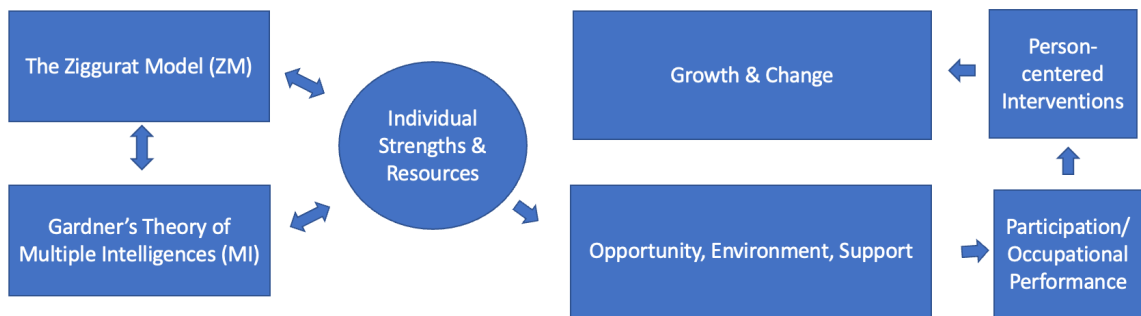 The Ziggurat Model (ZM)
Gardner's Theory of
Multiple Intelligences (MI)
Individual
Strengths &
Resources
Opportunity, Environment, Support
Participation/
Occupational
Performance
Person-
centered
Interventions
Growth & Change